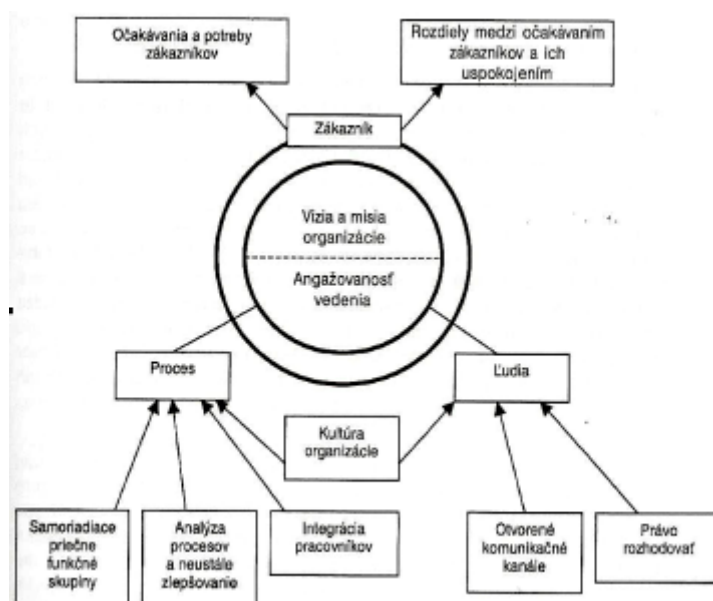 Očakávania a potreby
zákazníkov
Rozdiely medzi očakávaním
zákazníkov a ich
uspokojením
Zákazník
Vízia a misia
organizácie
Angažovanosť
vedenia
Proces
Ľudia
Kultúra
organizácie
Samoriadiace
priečne
funkčné
skupiny
Analýza
procesov
a neustále
zlepšovanie
Integrácia
pracovníkov
Otvorené
komunikačné
kanále
Právo
rozhodovať